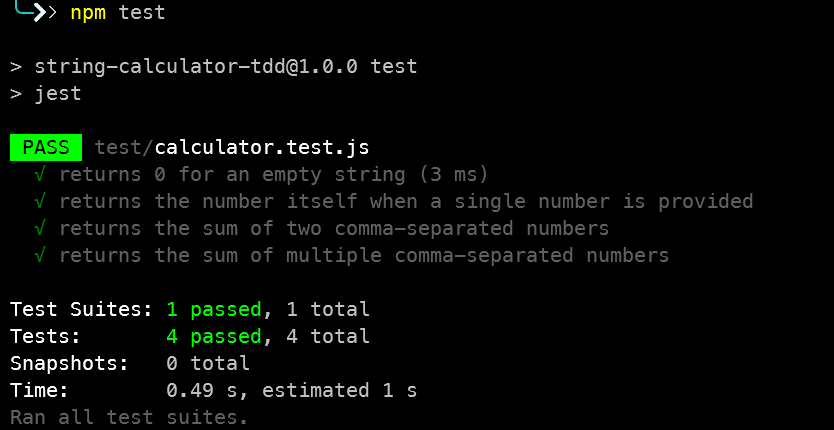 npm test
> string-calculator-tdd@1.0.0 test
> jest
PASS test/calculator.test.js
√ returns 0 for an empty string (3 ms)
√ returns the number itself when a single number is provided
√ returns the sum of two comma-separated numbers
√ returns the sum of multiple comma-separated numbers
Test Suites: 1 passed, 1 total
Tests: 4 passed, 4 total
Snapshots: 0 total
Time: 0.49 s, estimated 1 s
Ran all test suites.